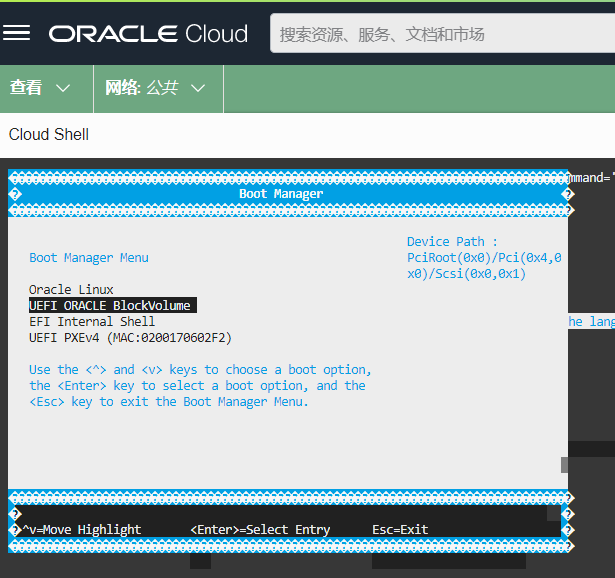 ORACLE Cloud
搜索资源、服务、文档和市场
查看
网络: 公共
Cloud Shell
mmand='
Boot Manager
Device Path :
Boot Manager Menu
PciRoot(0x0)/Pci(0x4,0
x0)/Scsi(0x0,0x1)
Oracle Linux
UEFI ORACLE BlockVolume
EFI Internal Shell
he lang
UEFI PXEv4 (MAC:0200170602F2)
Use the <^> and <v> keys to choose a boot option,
the <Enter> key to select a boot option, and the
<Esc> key to exit the Boot Manager Menu.
^v=Move Highlight <Enter>=Select Entry Esc=Exit